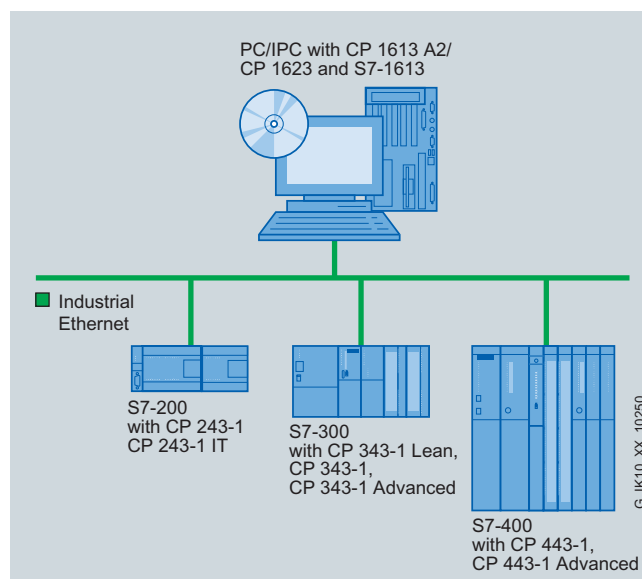 PC/IPC with CP 1613 A2/
CP 1623 and S7-1613
Industrial
Ethernet
S7-200
with CP 243-1
CP 243-1 IT
S7-300
with CP 343-1 Lean,
CP 343-1,
CP 343-1 Advanced
S7-400
with CP 443-1,
CP 443-1 Advanced
G_IK10_XX_10250